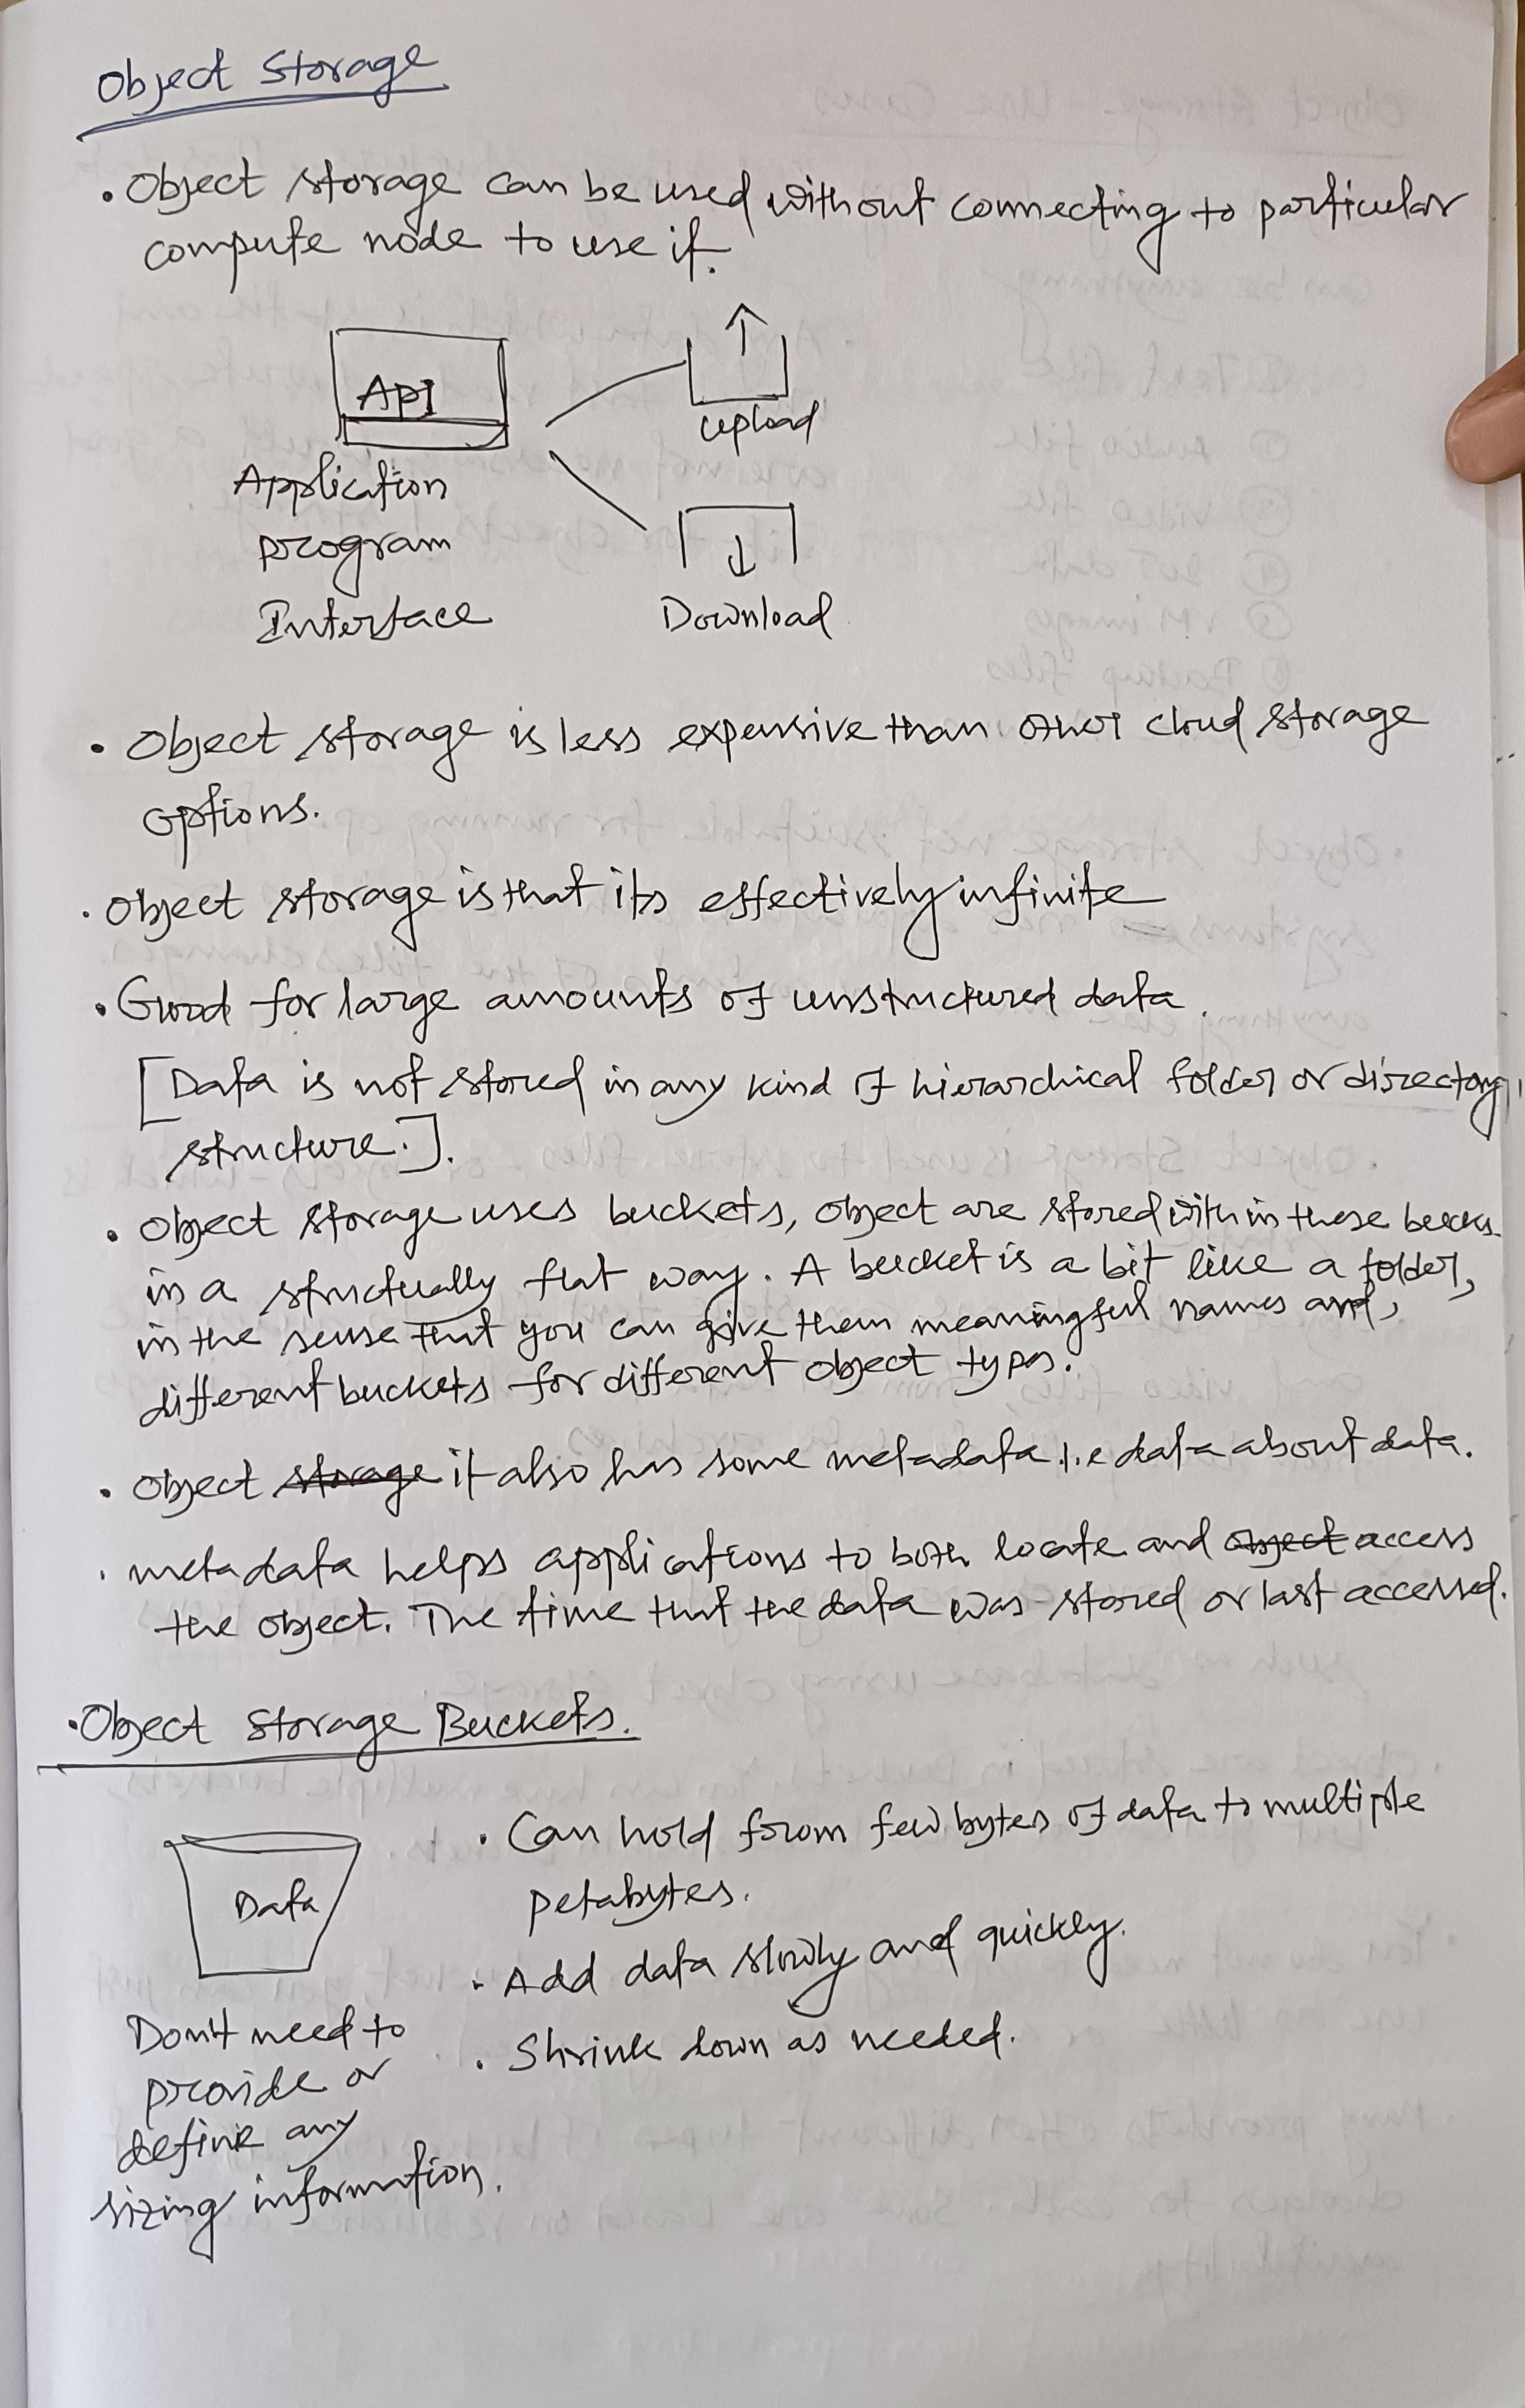 Object Storage
• Object storage can be used without connecting to particular
compute node to use it.
API
Upload
Application
program
Interface
Download
• Object storage is less expensive than other cloud storage
options.
• Object storage is that its effectively infinite
• Good for large amounts of unstructured data.
[Data is not stored in any kind of hierarchical folder or directory
structure.].
• Object storage uses buckets, object are stored within these
in a structually flat way. A bucket is a bit like a folder,
in the sense that you can give them meaningful names and,
different buckets for different object types.
• Object storage it also has some metadata i.e data about data.
• metadata helps applications to both locate and object access
the object. The time that the data was stored or last accessed.
• Object Storage Buckets.
• Can hold from few bytes of data to multiple
petabytes.
Data
• Add data slowly and quickly.
• Shrink down as needed.
Don't need to
provide or
define any
sizing information.